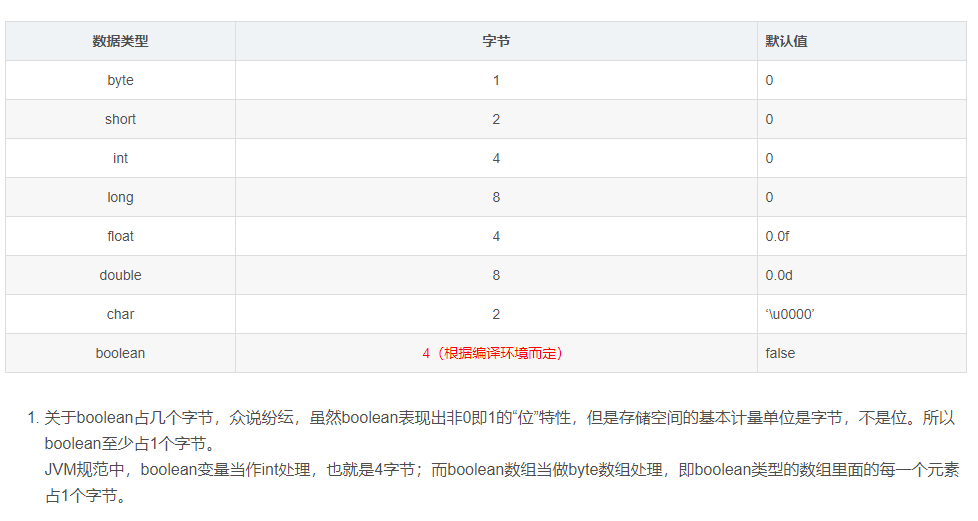 数据类型 字节 默认值
byte 1 0
short 2 0
int 4 0
long 8 0
float 4 0.0f
double 8 0.0d
char 2 ‘\u0000’
boolean 4（根据编译环境而定） false
1. 关于boolean占几个字节，众说纷纭，虽然boolean表现出非0即1的“位”特性，但是存储空间的基本计量单位是字节，不是位。所以
boolean至少占1个字节。
JVM规范中，boolean变量当作int处理，也就是4字节；而boolean数组当做byte数组处理，即boolean类型的数组里面的每一个元素
占1个字节。